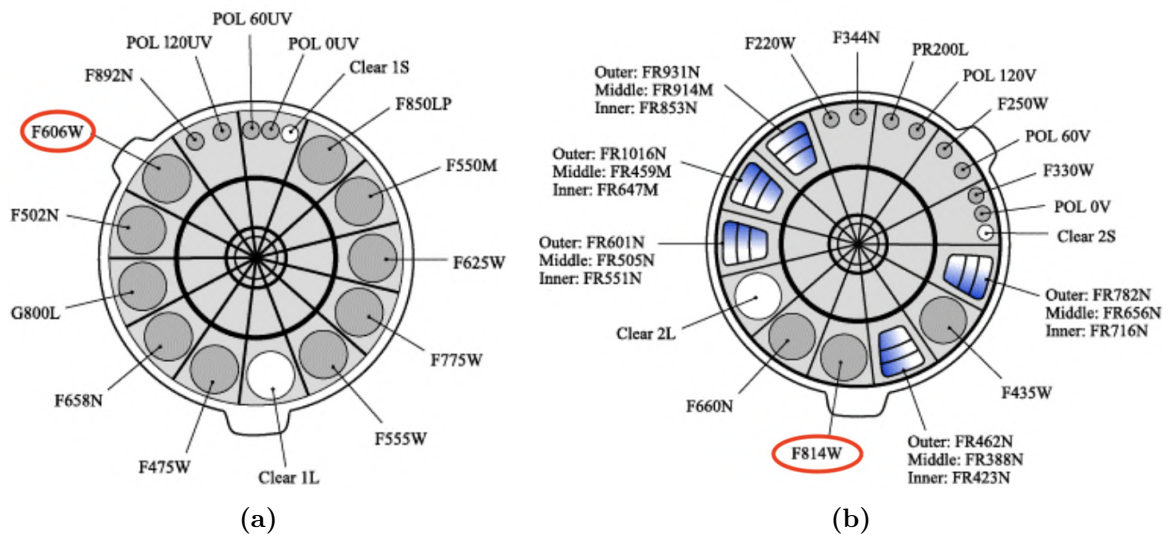 POL 60UV
POL 120UV
POL 0UV
F892N
Clear 1S
F606W
F850LP
F550M
F502N
F625W
G800L
F775W
F658N
F555W
F475W
Clear 1L
(a)
F344N
F220W
PR200L
Outer: FR931N
Middle: FR914M
Inner: FR853N
POL 120V
F250W
POL 60V
Outer: FR1016N
Middle: FR459M
Inner: FR647M
F330W
POL 0V
Clear 2S
Outer: FR601N
Middle: FR505N
Inner: FR551N
Outer: FR782N
Middle: FR656N
Inner: FR716N
Clear 2L
F435W
F660N
F814W
Outer: FR462N
Middle: FR388N
Inner: FR423N
(b)